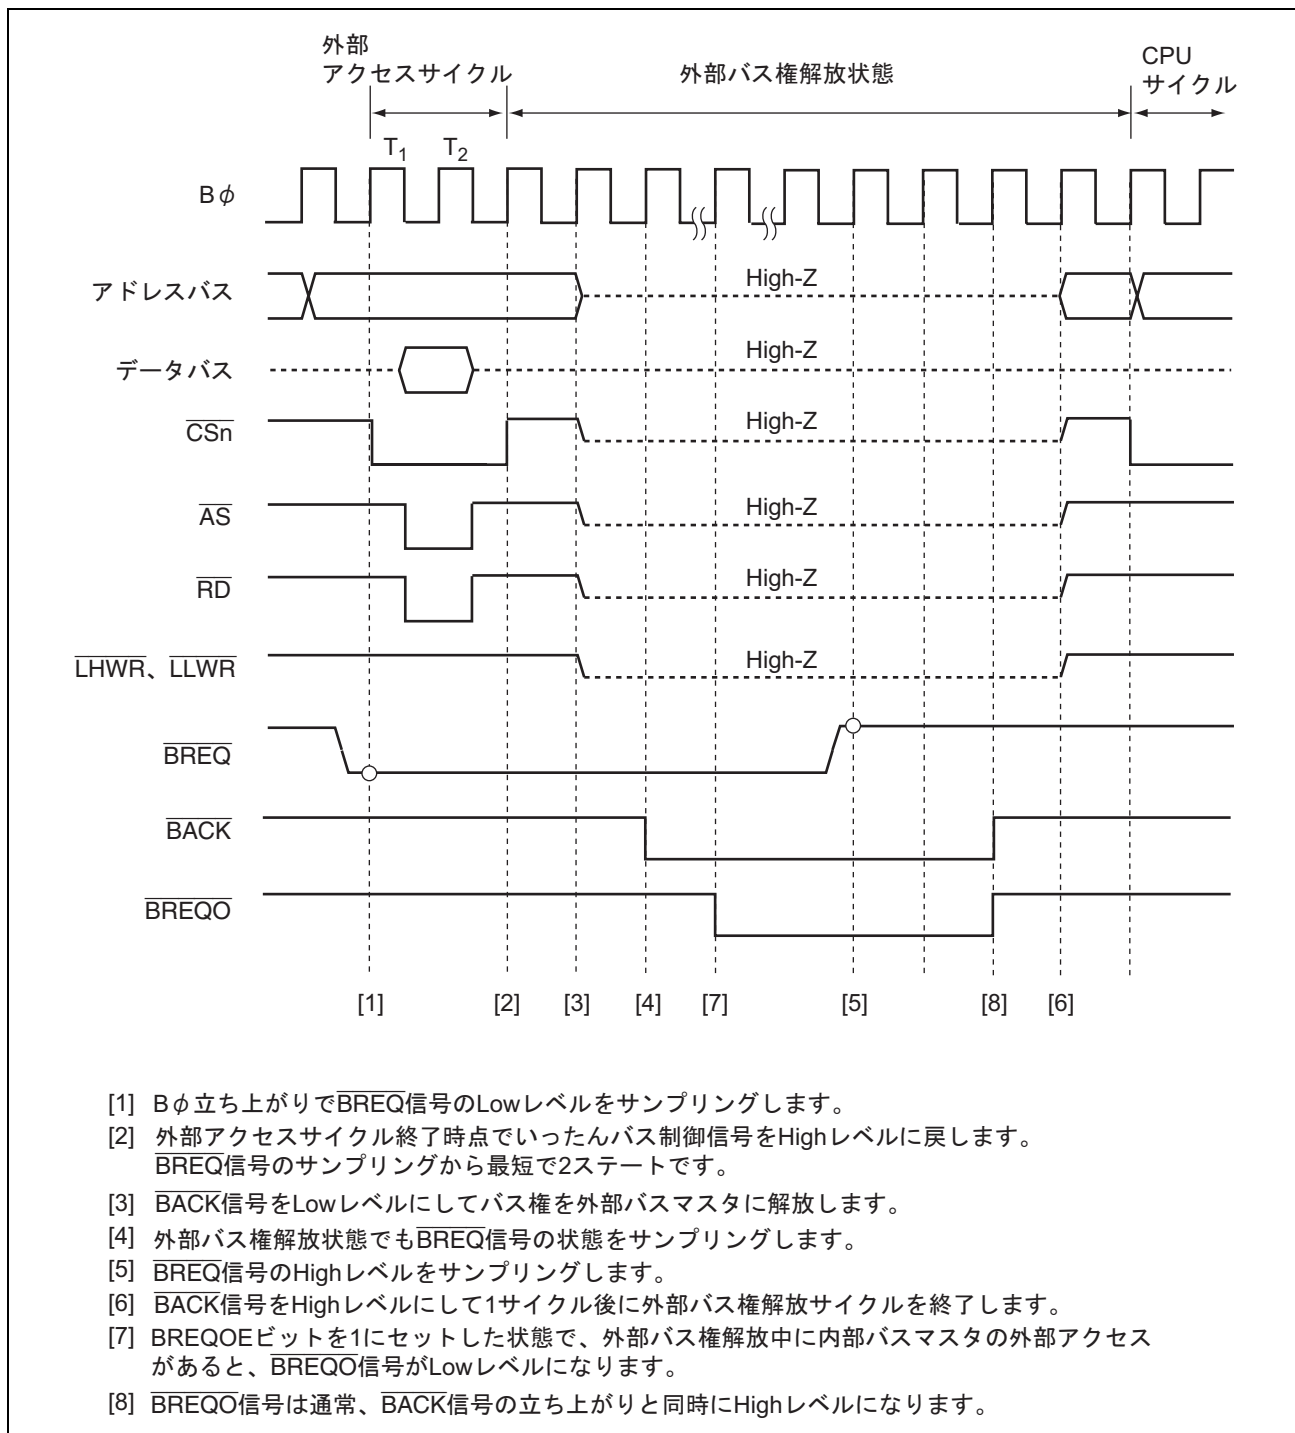 外部
アクセスサイクル
外部バス権解放状態
CPU
サイクル
T1 T2
Bφ
アドレスバス
High-Z
データバス
High-Z
CSn
High-Z
AS
High-Z
RD
High-Z
LHWR、LLWR
High-Z
BREQ
BACK
BREQO
[1] [2] [3] [4] [7] [5] [8] [6]
[1] Bφ立ち上がりでBREQ信号のLowレベルをサンプリングします。
[2] 外部アクセスサイクル終了時点でいったんバス制御信号をHighレベルに戻します。
BREQ信号のサンプリングから最短で2ステートです。
[3] BACK信号をLowレベルにしてバス権を外部バスマスタに解放します。
[4] 外部バス権解放状態でもBREQ信号の状態をサンプリングします。
[5] BREQ信号のHighレベルをサンプリングします。
[6] BACK信号をHighレベルにして1サイクル後に外部バス権解放サイクルを終了します。
[7] BREQOEビットを1にセットした状態で、外部バス権解放中に内部バスマスタの外部アクセス
があると、BREQO信号がLowレベルになります。
[8] BREQO信号は通常、BACK信号の立ち上がりと同時にHighレベルになります。